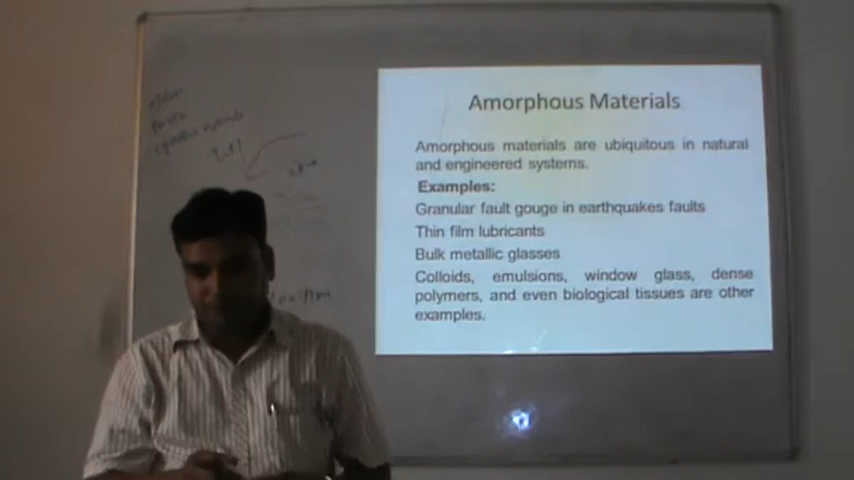 Amorphous Materials
Amorphous materials are ubiquitous in natural
and engineered systems.
Examples:
Granular fault gouge in earthquakes faults
Thin film lubricants
Bulk metallic glasses
Colloids, emulsions, window glass, dense
polymers, and even biological tissues are other
examples.